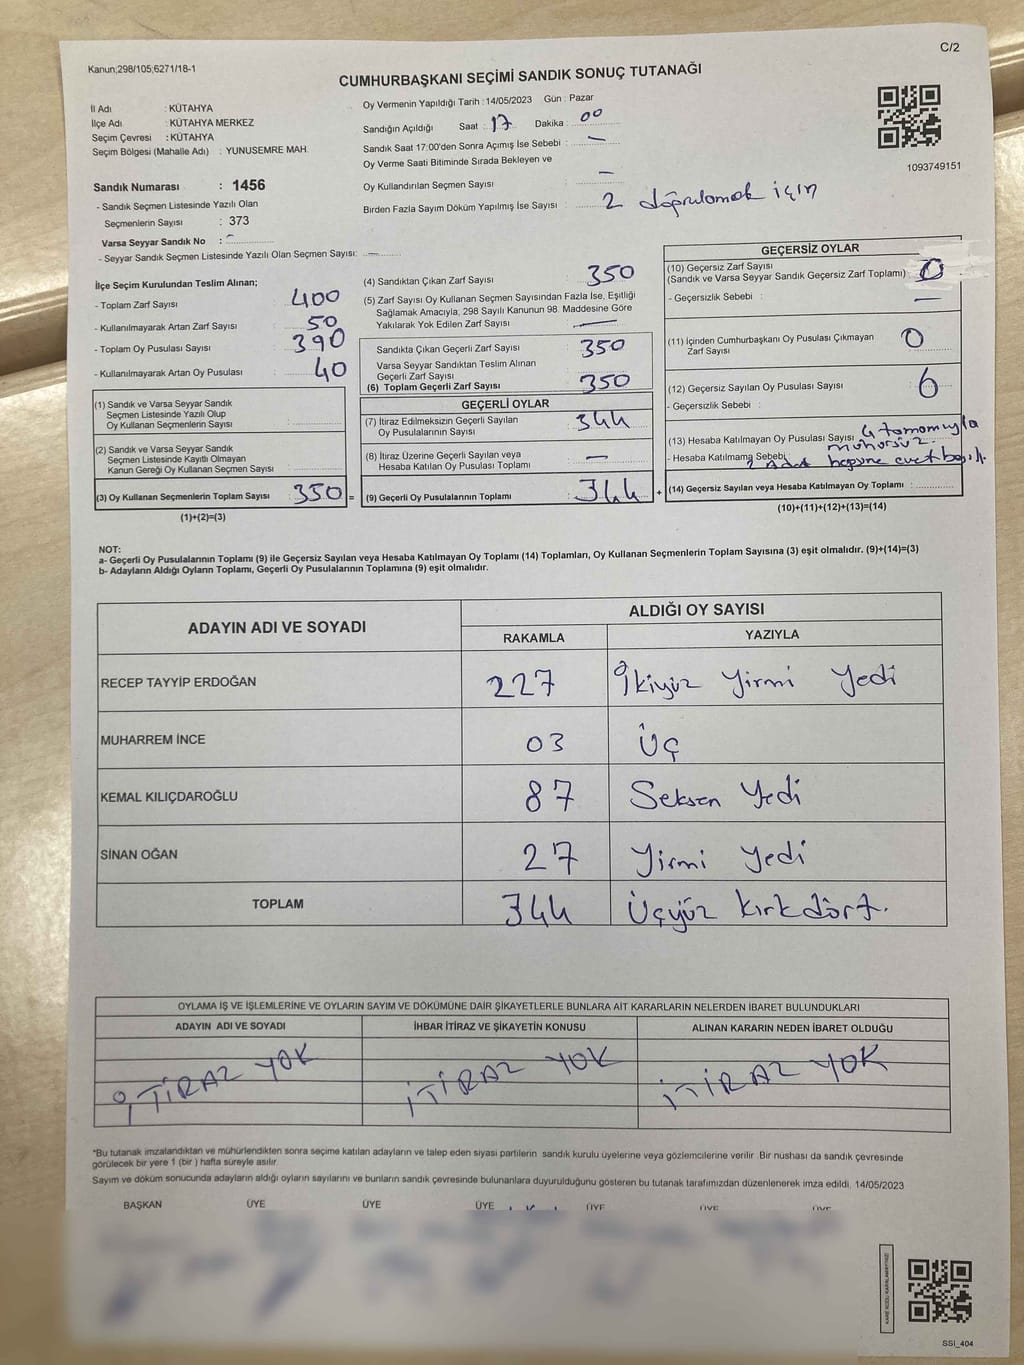 C/2
Kanun;298/105;6271/18-1
CUMHURBAŞKANI SEÇİMİ SANDIK SONUÇ TUTANAĞI
İl Adı : KÜTAHYA
İlçe Adı : KÜTAHYA MERKEZ
Seçim Çevresi : KÜTAHYA
Seçim Bölgesi (Mahalle Adı) : YUNUSEMRE MAH.
Oy Vermenin Yapıldığı Tarih : 14/05/2023 Gün : Pazar
Sandığın Açıldığı Saat : 17 Dakika : 00
Sandık Saat 17:00'den Sonra Açımış İse Sebebi : —
Oy Verme Saati Bitiminde Sırada Bekleyen ve
Oy Kullandırılan Seçmen Sayısı : —
Birden Fazla Sayım Döküm Yapılmış İse Sayısı : 2 doğrulamak için
1093749151
Sandık Numarası : 1456
- Sandık Seçmen Listesinde Yazılı Olan
Seçmenlerin Sayısı : 373
Varsa Seyyar Sandık No : —
- Seyyar Sandık Seçmen Listesinde Yazılı Olan Seçmen Sayısı: —
İlçe Seçim Kurulundan Teslim Alınan;
- Toplam Zarf Sayısı : 400
- Kullanılmayarak Artan Zarf Sayısı : 50
- Toplam Oy Pusulası Sayısı : 390
- Kullanılmayarak Artan Oy Pusulası : 40
(1) Sandık ve Varsa Seyyar Sandık
Seçmen Listesinde Yazılı Olup
Oy Kullanan Seçmenlerin Sayısı :
(2) Sandık ve Varsa Seyyar Sandık
Seçmen Listesinde Kayıtlı Olmayan
Kanun Gereği Oy Kullanan Seçmen Sayısı :
(3) Oy Kullanan Seçmenlerin Toplam Sayısı : 350 =
(1)+(2)=(3)
(4) Sandıktan Çıkan Zarf Sayısı : 350
(5) Zarf Sayısı Oy Kullanan Seçmen Sayısından Fazla İse, Eşitliği
Sağlamak Amacıyla; 298 Sayılı Kanunun 98. Maddesine Göre
Yakılarak Yok Edilen Zarf Sayısı : —
Sandıkta Çıkan Geçerli Zarf Sayısı : 350
Varsa Seyyar Sandıktan Teslim Alınan
Geçerli Zarf Sayısı
(6) Toplam Geçerli Zarf Sayısı : 350
GEÇERLİ OYLAR
(7) İtiraz Edilmeksizin Geçerli Sayılan
Oy Pusulalarının Sayısı : 344
(8) İtiraz Üzerine Geçerli Sayılan veya
Hesaba Katılan Oy Pusulası Toplamı : —
(9) Geçerli Oy Pusulalarının Toplamı : 344 +
GEÇERSİZ OYLAR
(10) Geçersiz Zarf Sayısı
(Sandık ve Varsa Seyyar Sandık Geçersiz Zarf Toplamı) : 0
- Geçersizlik Sebebi : —
(11) İçinden Cumhurbaşkanı Oy Pusulası Çıkmayan
Zarf Sayısı : 0
(12) Geçersiz Sayılan Oy Pusulası Sayısı : 6
- Geçersizlik Sebebi :
(13) Hesaba Katılmayan Oy Pusulası Sayısı : 4 tamamıyla
mühürsüz.
- Hesaba Katılmama Sebebi: 2 Adet hepsine evet basılı.
(14) Geçersiz Sayılan veya Hesaba Katılmayan Oy Toplamı :
(10)+(11)+(12)+(13)=(14)
NOT:
a- Geçerli Oy Pusulalarının Toplamı (9) ile Geçersiz Sayılan veya Hesaba Katılmayan Oy Toplamı (14) Toplamları, Oy Kullanan Seçmenlerin Toplam Sayısına (3) eşit olmalıdır. (9)+(14)=(3)
b- Adayların Aldığı Oyların Toplamı, Geçerli Oy Pusulalarının Toplamına (9) eşit olmalıdır.
ADAYIN ADI VE SOYADI ALDIĞI OY SAYISI
RAKAMLA YAZIYLA
RECEP TAYYİP ERDOĞAN 227 İkiyüz Yirmi Yedi
MUHARREM İNCE 03 Üç
KEMAL KILIÇDAROĞLU 87 Seksen Yedi
SİNAN OĞAN 27 Yirmi Yedi
TOPLAM 344 Üçyüz kırkdört.
OYLAMA İŞ VE İŞLEMLERİNE VE OYLARIN SAYIM VE DÖKÜMÜNE DAİR ŞİKAYETLERLE BUNLARA AİT KARARLARIN NELERDEN İBARET BULUNDUKLARI
ADAYIN ADI VE SOYADI İHBAR İTİRAZ VE ŞİKAYETİN KONUSU ALINAN KARARIN NEDEN İBARET OLDUĞU
İTİRAZ YOK İTİRAZ YOK İTİRAZ YOK
*Bu tutanak imzalandıktan ve mühürlendikten sonra seçime katılan adayların ve talep eden siyasi partilerin sandık kurulu üyelerine veya gözlemcilerine verilir. Bir nushası da sandık çevresinde
görülecek bir yere 1 (bir ) hafta süreyle asılır.
Sayım ve döküm sonucunda adayların aldığı oyların sayılarını ve bunların sandık çevresinde bulunanlara duyurulduğunu gösteren bu tutanak tarafımızdan düzenlenerek imza edildi. 14/05/2023
BAŞKAN ÜYE ÜYE ÜYE ÜYE ÜYE ÜYE
SSI_404